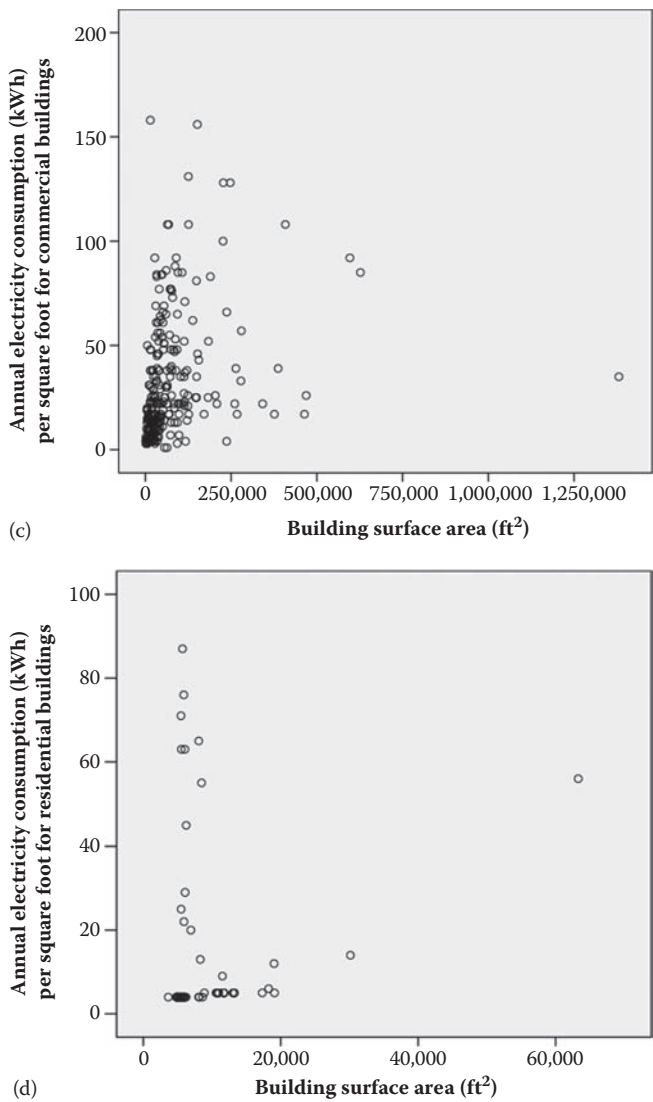 Annual electricity consumption (kWh)
per square foot for commercial buildings
200
150
100
50
0
0 250,000 500,000 750,000 1,000,000 1,250,000
(c)
Building surface area (ft²)
Annual electricity consumption (kWh)
per square foot for residential buildings
100
80
60
40
20
0
0 20,000 40,000 60,000
(d)
Building surface area (ft²)